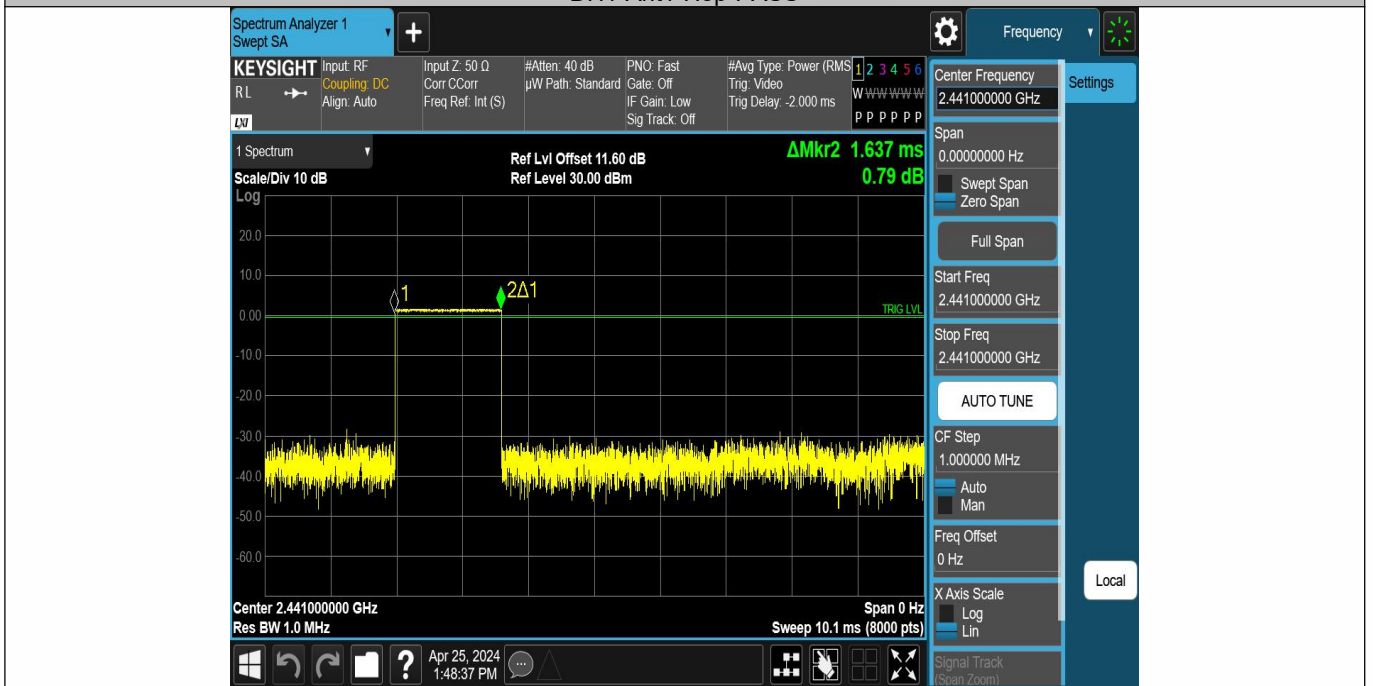 Spectrum Analyzer 1
Swept SA
Frequency
KEYSIGHT
RL
LXI
Input: RF
Coupling: DC
Align: Auto
Input Z: 50 Ω
Corr CCorr
Freq Ref: Int (S)
#Atten: 40 dB
µW Path: Standard
PNO: Fast
Gate: Off
IF Gain: Low
Sig Track: Off
#Avg Type: Power (RMS
Trig: Video
Trig Delay: -2.000 ms
1 2 3 4 5 6
W W W W W W
P P P P P P
1 Spectrum
Scale/Div 10 dB
Ref Lvl Offset 11.60 dB
Ref Level 30.00 dBm
ΔMkr2 1.637 ms
0.79 dB
Log
20.0
10.0
0.00
-10.0
-20.0
-30.0
-40.0
-50.0
-60.0
1
2Δ1
TRIG LVL
Center 2.441000000 GHz
Res BW 1.0 MHz
Span 0 Hz
Sweep 10.1 ms (8000 pts)
Apr 25, 2024
1:48:37 PM
Center Frequency
2.441000000 GHz
Settings
Span
0.00000000 Hz
Swept Span
Zero Span
Full Span
Start Freq
2.441000000 GHz
Stop Freq
2.441000000 GHz
AUTO TUNE
CF Step
1.000000 MHz
Auto
Man
Freq Offset
0 Hz
X Axis Scale
Log
Lin
Local
Signal Track
(Span Zoom)